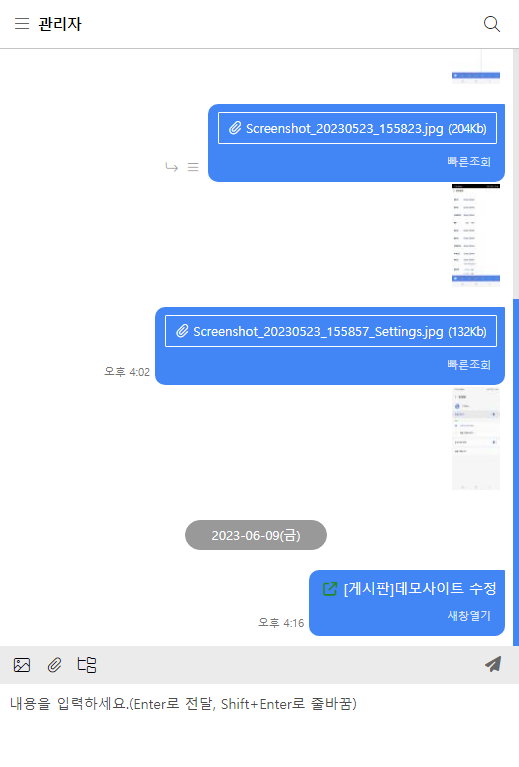 관리자
Screenshot_20230523_155823.jpg (204Kb)
빠른조회
Screenshot_20230523_155857_Settings.jpg (132Kb)
오후 4:02
빠른조회
2023-06-09(금)
[게시판]데모사이트 수정
오후 4:16
새창열기
내용을 입력하세요.(Enter로 전달, Shift+Enter로 줄바꿈)